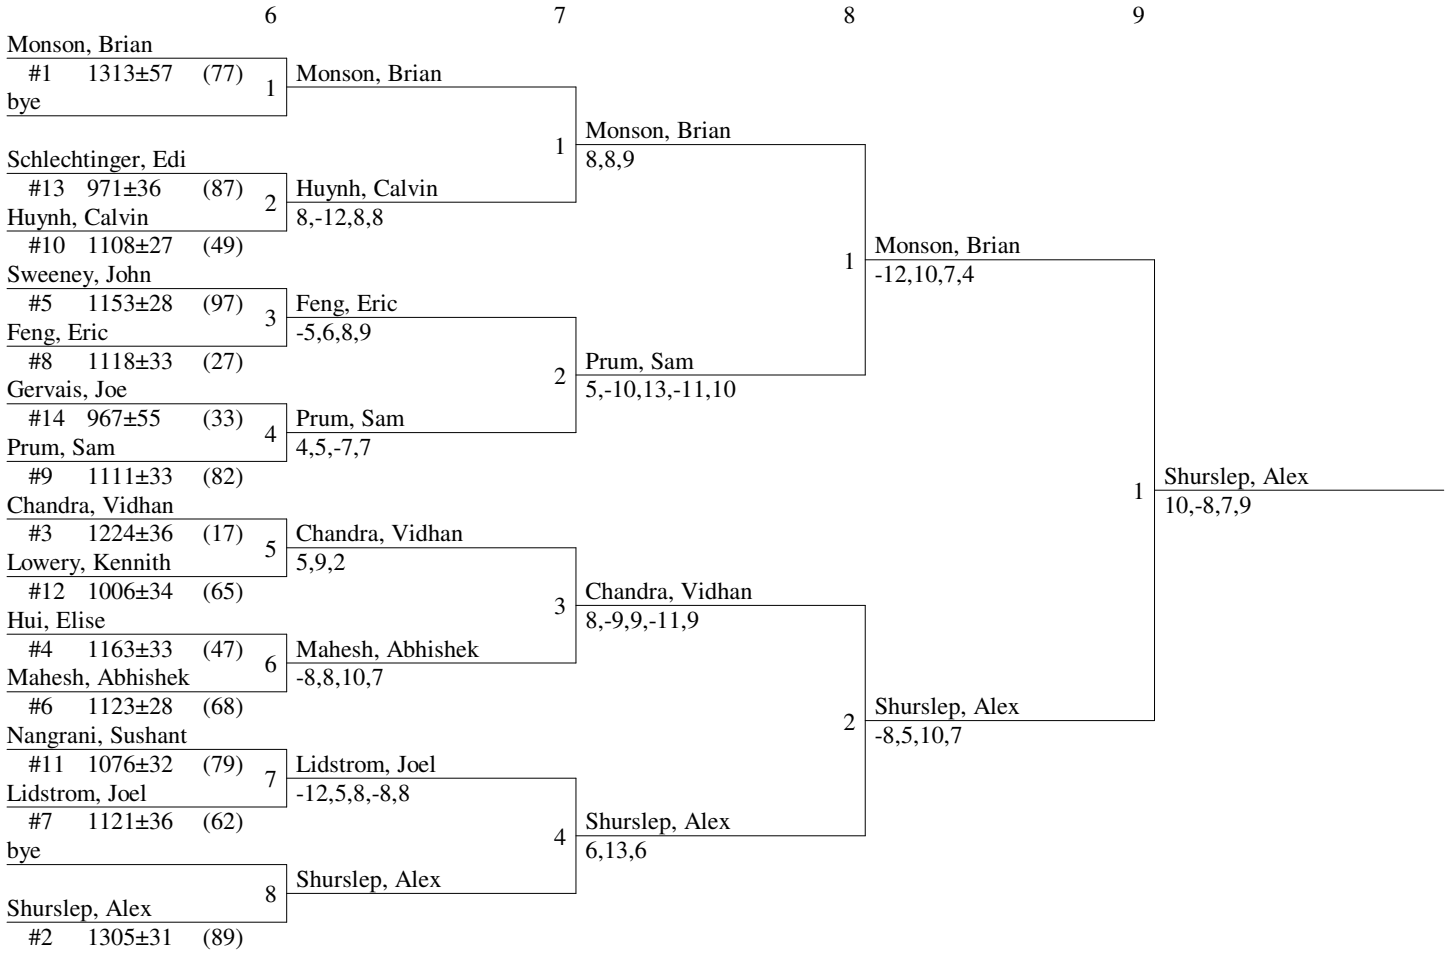 6 7 8 9
Monson, Brian
#1 1313±57 (77) 1 Monson, Brian
bye
1 Monson, Brian
8,8,9
Schlechtinger, Edi
#13 971±36 (87) 2 Huynh, Calvin
Huynh, Calvin 8,-12,8,8
#10 1108±27 (49)
1 Monson, Brian
-12,10,7,4
Sweeney, John
#5 1153±28 (97) 3 Feng, Eric
Feng, Eric -5,6,8,9
#8 1118±33 (27)
2 Prum, Sam
5,-10,13,-11,10
Gervais, Joe
#14 967±55 (33) 4 Prum, Sam
Prum, Sam 4,5,-7,7
#9 1111±33 (82)
1 Shurslep, Alex
10,-8,7,9
Chandra, Vidhan
#3 1224±36 (17) 5 Chandra, Vidhan
Lowery, Kennith 5,9,2
#12 1006±34 (65)
3 Chandra, Vidhan
8,-9,9,-11,9
Hui, Elise
#4 1163±33 (47) 6 Mahesh, Abhishek
Mahesh, Abhishek -8,8,10,7
#6 1123±28 (68)
2 Shurslep, Alex
-8,5,10,7
Nangrani, Sushant
#11 1076±32 (79) 7 Lidstrom, Joel
Lidstrom, Joel -12,5,8,-8,8
#7 1121±36 (62)
4 Shurslep, Alex
6,13,6
bye
8 Shurslep, Alex
Shurslep, Alex
#2 1305±31 (89)